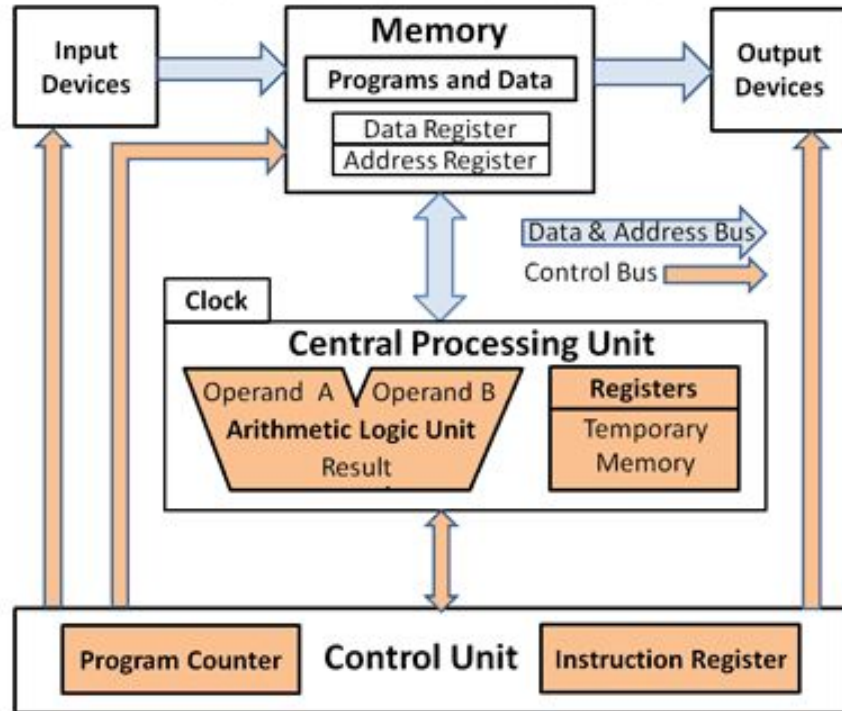 Input
Devices
Memory
Programs and Data
Data Register
Address Register
Output
Devices
Data & Address Bus
Control Bus
Clock
Central Processing Unit
Operand A
Operand B
Arithmetic Logic Unit
Result
Registers
Temporary
Memory
Program Counter
Control Unit
Instruction Register